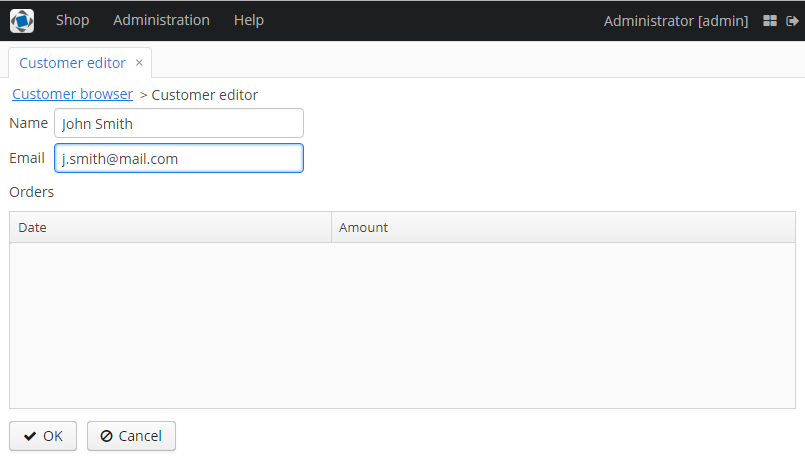 Shop Administration Help Administrator [admin]
Customer editor ×
Customer browser > Customer editor
Name John Smith
Email j.smith@mail.com
Orders
Date Amount
OK Cancel